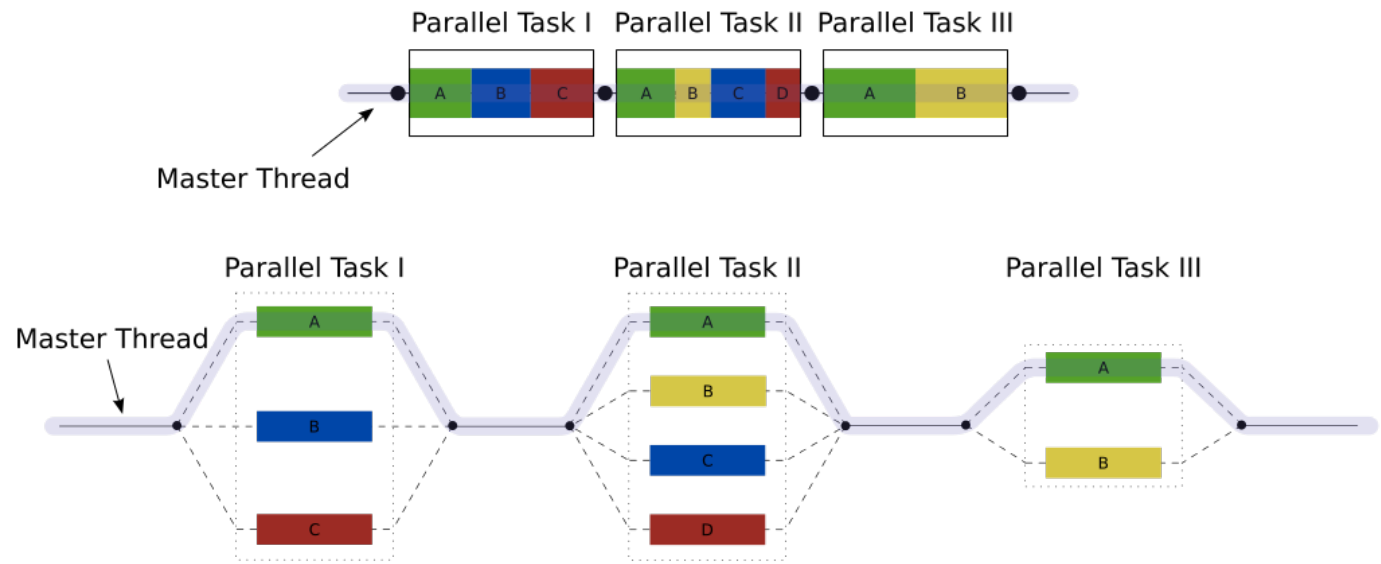 Parallel Task I
Parallel Task II
Parallel Task III
A
B
C
A
B
C
D
A
B
Master Thread
Parallel Task I
Parallel Task II
Parallel Task III
Master Thread
A
B
C
A
B
C
D
A
B